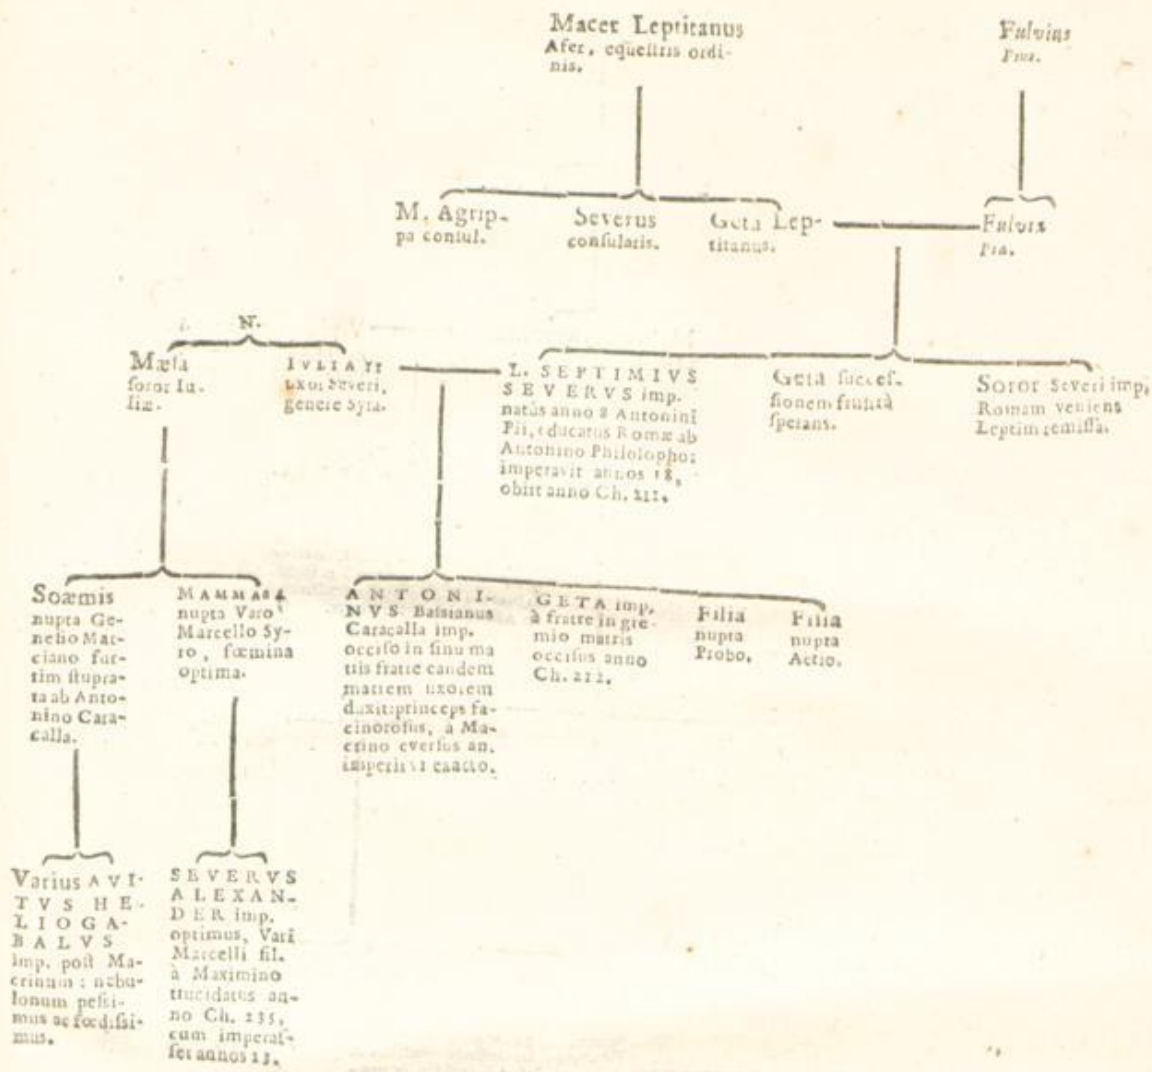 Macer Leptitanus
Afer, equeſtris ordi-
nis.
Fulvius
Pius.
M. Agrip-
pa conſul.
Severus
conſularis.
Geta Lep-
titanus.
Fulvia
Pia.
N.
Mæſa
ſoror Iu-
liæ.
IVLIA
uxor Severi,
genere Syra.
L. SEPTIMIVS
SEVERVS imp.
natus anno 8 Antonini
Pii, educatus Romæ ab
Antonino Philoſopho:
imperavit annos 18,
obiit anno Ch. 211.
Geta ſucceſ-
ſionem fruſtrà
ſperans.
Soror Severi imp.
Romam veniens
Leptim remiſſa.
Soæmis
nupta Ge-
neſio Mar-
ciano fur-
tim ſtupra-
ta ab Anto-
nino Cara-
calla.
MAMMÆA
nupta Varo
Marcello Sy-
ro, fœmina
optima.
ANTONI-
NVS Baſsianus
Caracalla imp.
occiſo in ſinu ma
tris fratre eandem
matrem uxorem
duxit: princeps fa-
cinoroſus, à Ma-
crino everſus an.
imperii VI exacto.
GETA imp.
à fratre in gre-
mio matris
occiſus anno
Ch. 212.
Filia
nupta
Probo.
Filia
nupta
Aetio.
Varius AVI-
TVS HE-
LIOGA-
BALVS
imp. poſt Ma-
crinum: nebu-
lonum peſsi-
mus ac fœdiſsi-
mus.
SEVERVS
ALEXAN-
DER imp.
optimus, Vari
Marcelli fil.
à Maximino
trucidatus an-
no Ch. 235,
cum imperaſ-
ſet annos 13.